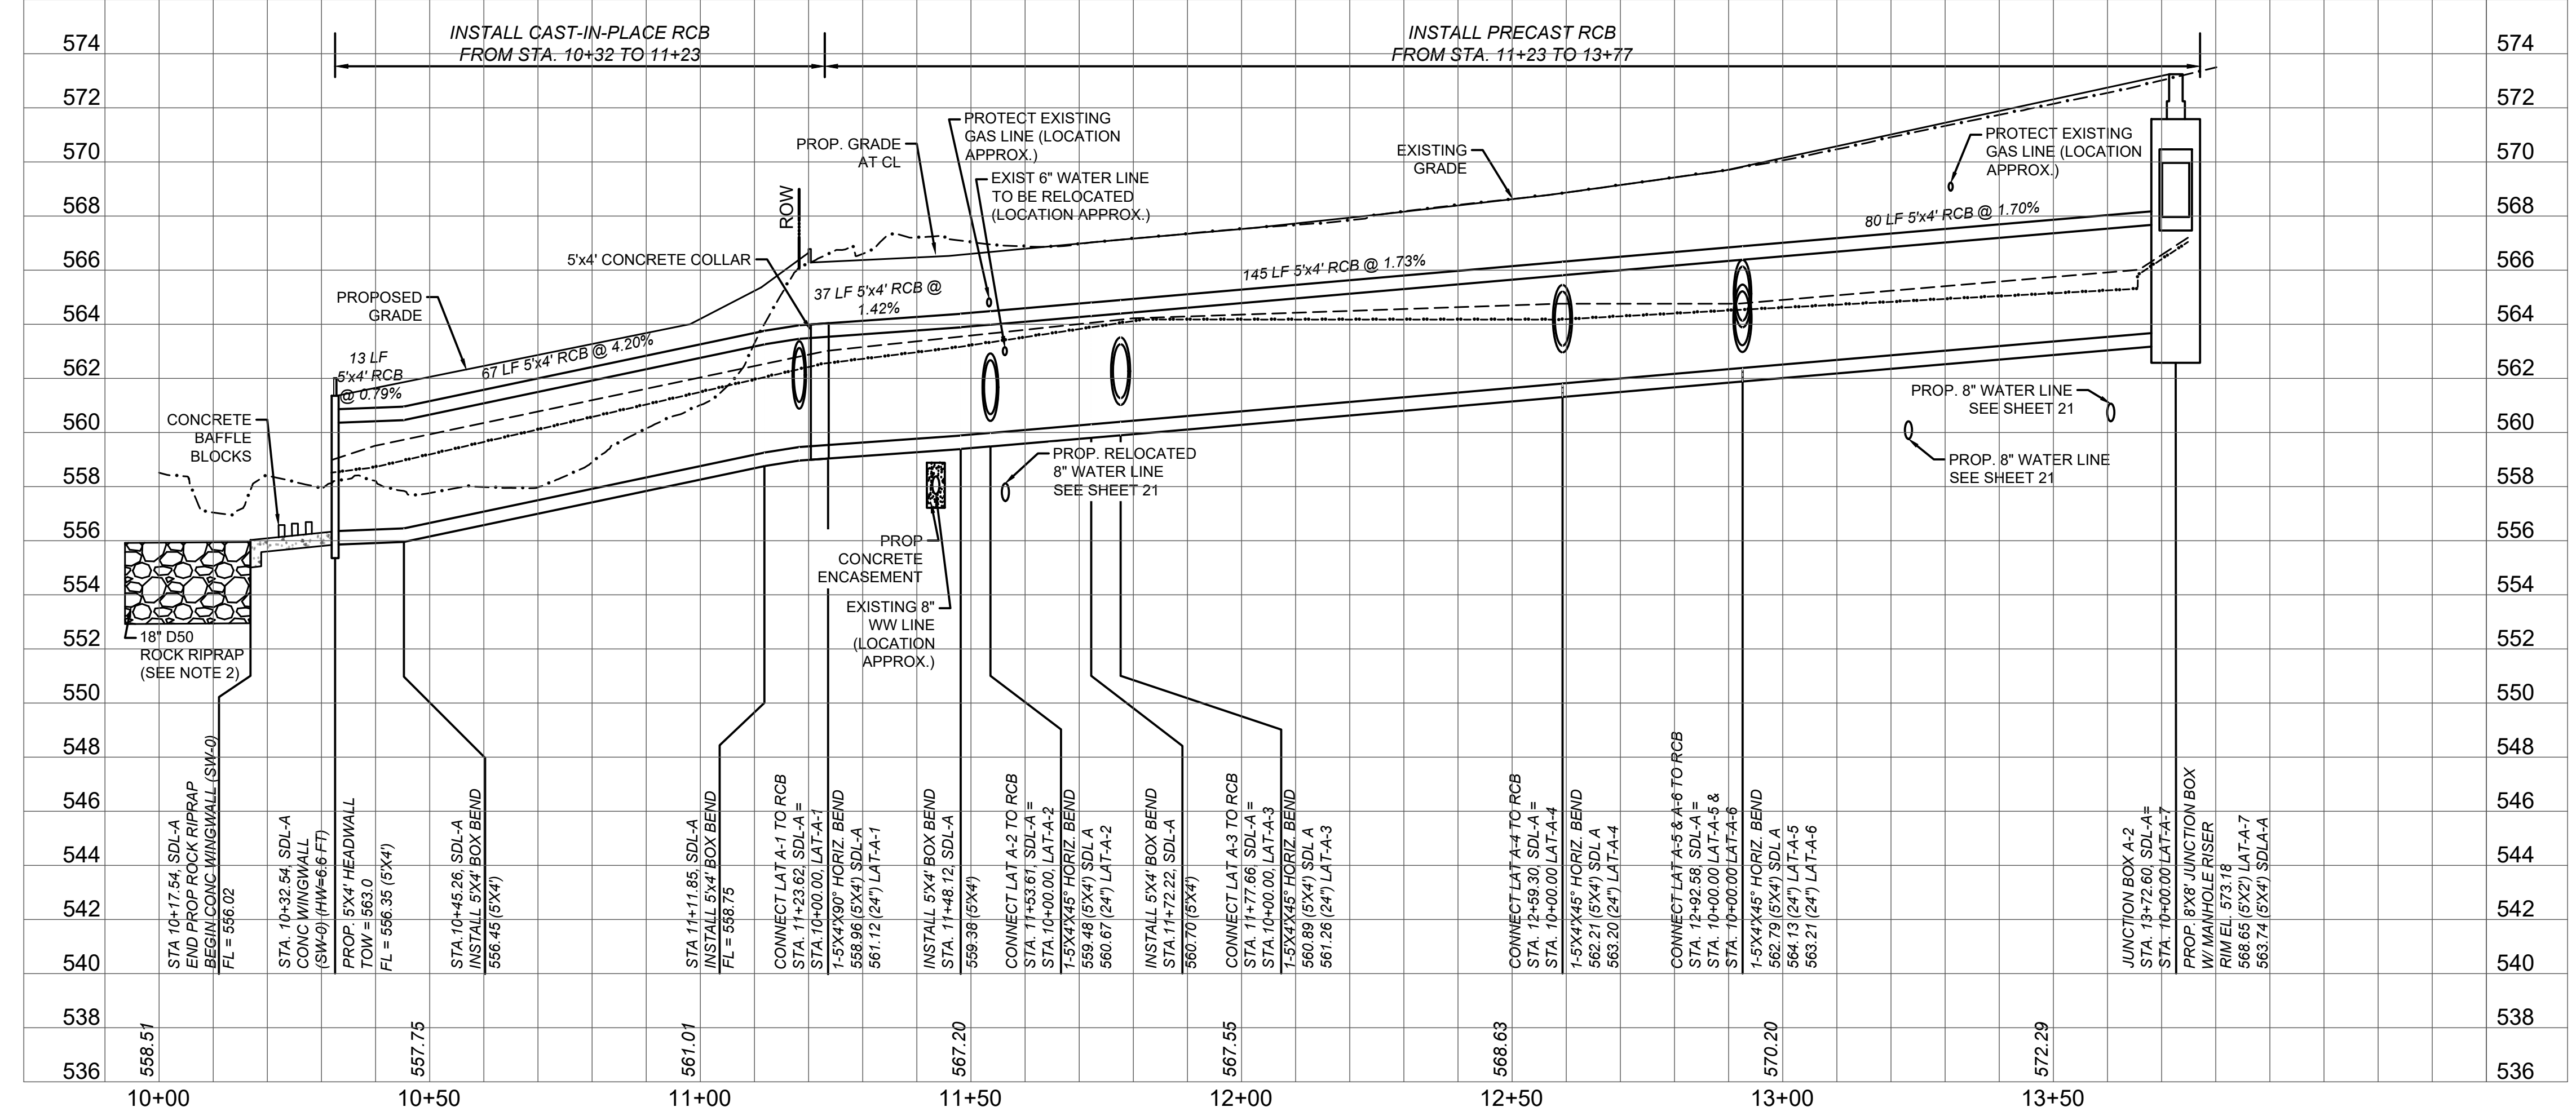 INSTALL CAST-IN-PLACE RCB
FROM STA. 10+32 TO 11+23
INSTALL PRECAST RCB
FROM STA. 11+23 TO 13+77
574
572
570
568
566
564
562
560
558
556
554
552
550
548
546
544
542
540
538
536
574
572
570
568
566
564
562
560
558
556
554
552
550
548
546
544
542
540
538
536
PROPOSED
GRADE
13 LF
5'x4' RCB
@ 0.79%
67 LF 5'x4' RCB @ 4.20%
CONCRETE
BAFFLE
BLOCKS
18" D50
ROCK RIPRAP
(SEE NOTE 2)
5'x4' CONCRETE COLLAR
ROW
PROP. GRADE
AT CL
PROTECT EXISTING
GAS LINE (LOCATION
APPROX.)
EXIST 6" WATER LINE
TO BE RELOCATED
(LOCATION APPROX.)
37 LF 5'x4' RCB @
1.42%
145 LF 5'x4' RCB @ 1.73%
EXISTING
GRADE
80 LF 5'x4' RCB @ 1.70%
PROTECT EXISTING
GAS LINE (LOCATION
APPROX.)
PROP. 8" WATER LINE
SEE SHEET 21
PROP. 8" WATER LINE
SEE SHEET 21
PROP. RELOCATED
8" WATER LINE
SEE SHEET 21
PROP
CONCRETE
ENCASEMENT
EXISTING 8"
WW LINE
(LOCATION
APPROX.)
STA 10+17.54, SDL-A
END PROP ROCK RIPRAP
BEGIN CONC WINGWALL (SW-0)
FL = 556.02
STA. 10+32.54, SDL-A
CONC WINGWALL
(SW-0) (HW=6.6 FT)
PROP. 5'X4' HEADWALL
TOW = 563.0
FL = 556.35 (5'X4')
STA.10+45.26, SDL-A
INSTALL 5'X4' BOX BEND
556.45 (5'X4')
STA 11+11.85, SDL-A
INSTALL 5'x4' BOX BEND
FL = 558.75
CONNECT LAT A-1 TO RCB
STA. 11+23.62, SDL-A =
STA.10+00.00, LAT-A-1
1-5'X4'X90° HORIZ. BEND
558.96 (5'X4') SDL-A
561.12 (24") LAT-A-1
INSTALL 5'X4' BOX BEND
STA. 11+48.12, SDL-A
559.38 (5'X4')
CONNECT LAT A-2 TO RCB
STA. 11+53.61, SDL-A =
STA.10+00.00, LAT-A-2
1-5'X4'X45° HORIZ. BEND
559.48 (5'X4') SDL A
560.67 (24") LAT-A-2
INSTALL 5'X4' BOX BEND
STA. 11+72.22, SDL-A
560.70 (5'X4')
CONNECT LAT A-3 TO RCB
STA. 11+77.66, SDL-A =
STA.10+00.00, LAT-A-3
1-5'X4'X45° HORIZ. BEND
560.89 (5'X4') SDL A
561.26 (24") LAT-A-3
CONNECT LAT A-4 TO RCB
STA. 12+59.30, SDL-A =
STA. 10+00.00 LAT-A-4
1-5'X4'X45° HORIZ. BEND
562.21 (5'X4') SDL A
563.20 (24") LAT-A-4
CONNECT LAT A-5 & A-6 TO RCB
STA. 12+92.58, SDL-A =
STA. 10+00.00 LAT-A-5 &
STA. 10+00.00 LAT-A-6
1-5'X4'X45° HORIZ. BEND
562.79 (5'X4') SDL A
564.13 (24") LAT-A-5
563.21 (24") LAT-A-6
JUNCTION BOX A-2
STA. 13+72.60, SDL-A=
STA. 10+00.00 LAT-A-7
PROP. 8'X8' JUNCTION BOX
W/ MANHOLE RISER
RIM EL. 573.18
568.65 (5'X2') LAT-A-7
563.74 (5'X4') SDLA-A
558.51
557.75
561.01
567.20
567.55
568.63
570.20
572.29
10+00
10+50
11+00
11+50
12+00
12+50
13+00
13+50